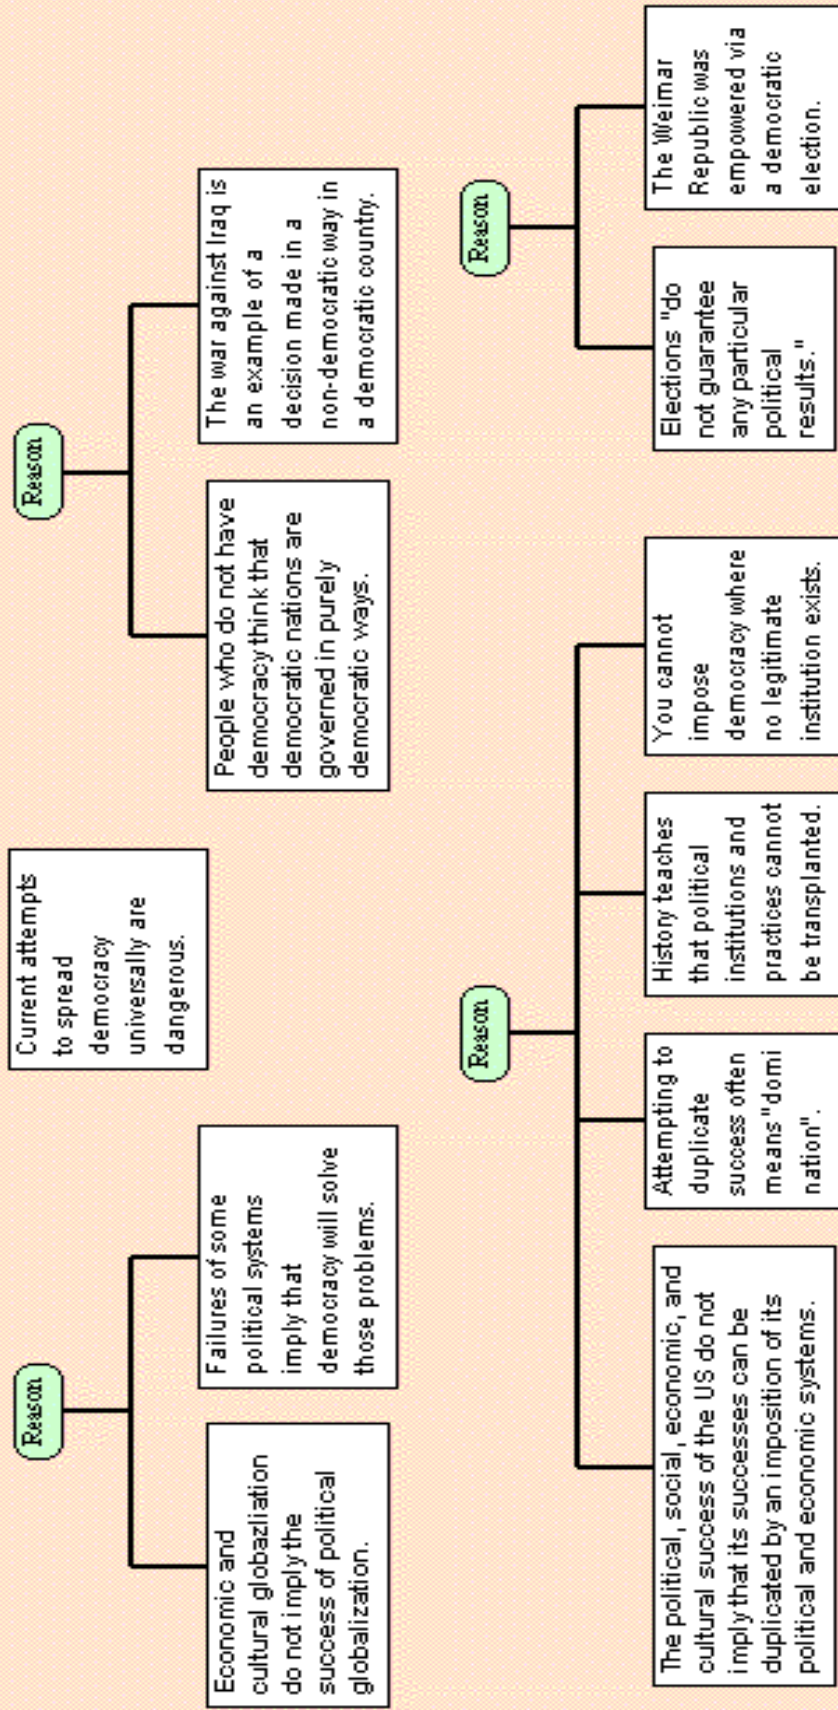 Current attempts
to spread
democracy
universally are
dangerous.
Reason
Economic and
cultural globazliation
do not imply the
success of political
globalization.
Failures of some
political systems
imply that
democracy will solve
those problems.
Reason
People who do not have
democracy think that
democratic nations are
governed in purely
democratic ways.
The war against Iraq is
an example of a
decision made in a
non-democratic way in
a democratic country.
Reason
The political, social, economic, and
cultural success of the US do not
imply that its successes can be
duplicated by an imposition of its
political and economic systems.
Attempting to
duplicate
success often
means "domi
nation".
History teaches
that political
institutions and
practices cannot
be transplanted.
You cannot
impose
democracy where
no legitimate
institution exists.
Reason
Elections "do
not guarantee
any particular
political
results."
The Weimar
Republic was
empowered via
a democratic
election.